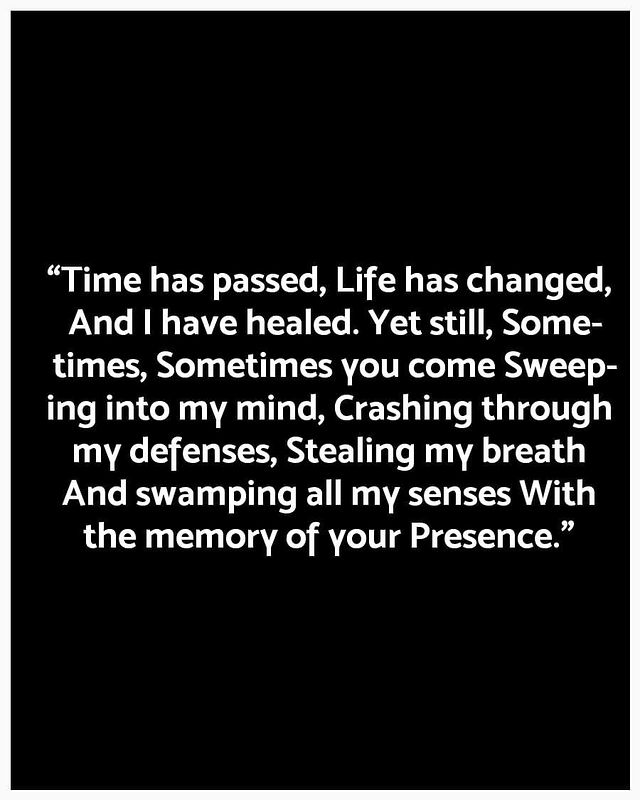 “Time has passed, Life has changed,
And I have healed. Yet still, Some-
times, Sometimes you come Sweep-
ing into my mind, Crashing through
my defenses, Stealing my breath
And swamping all my senses With
the memory of your Presence.”